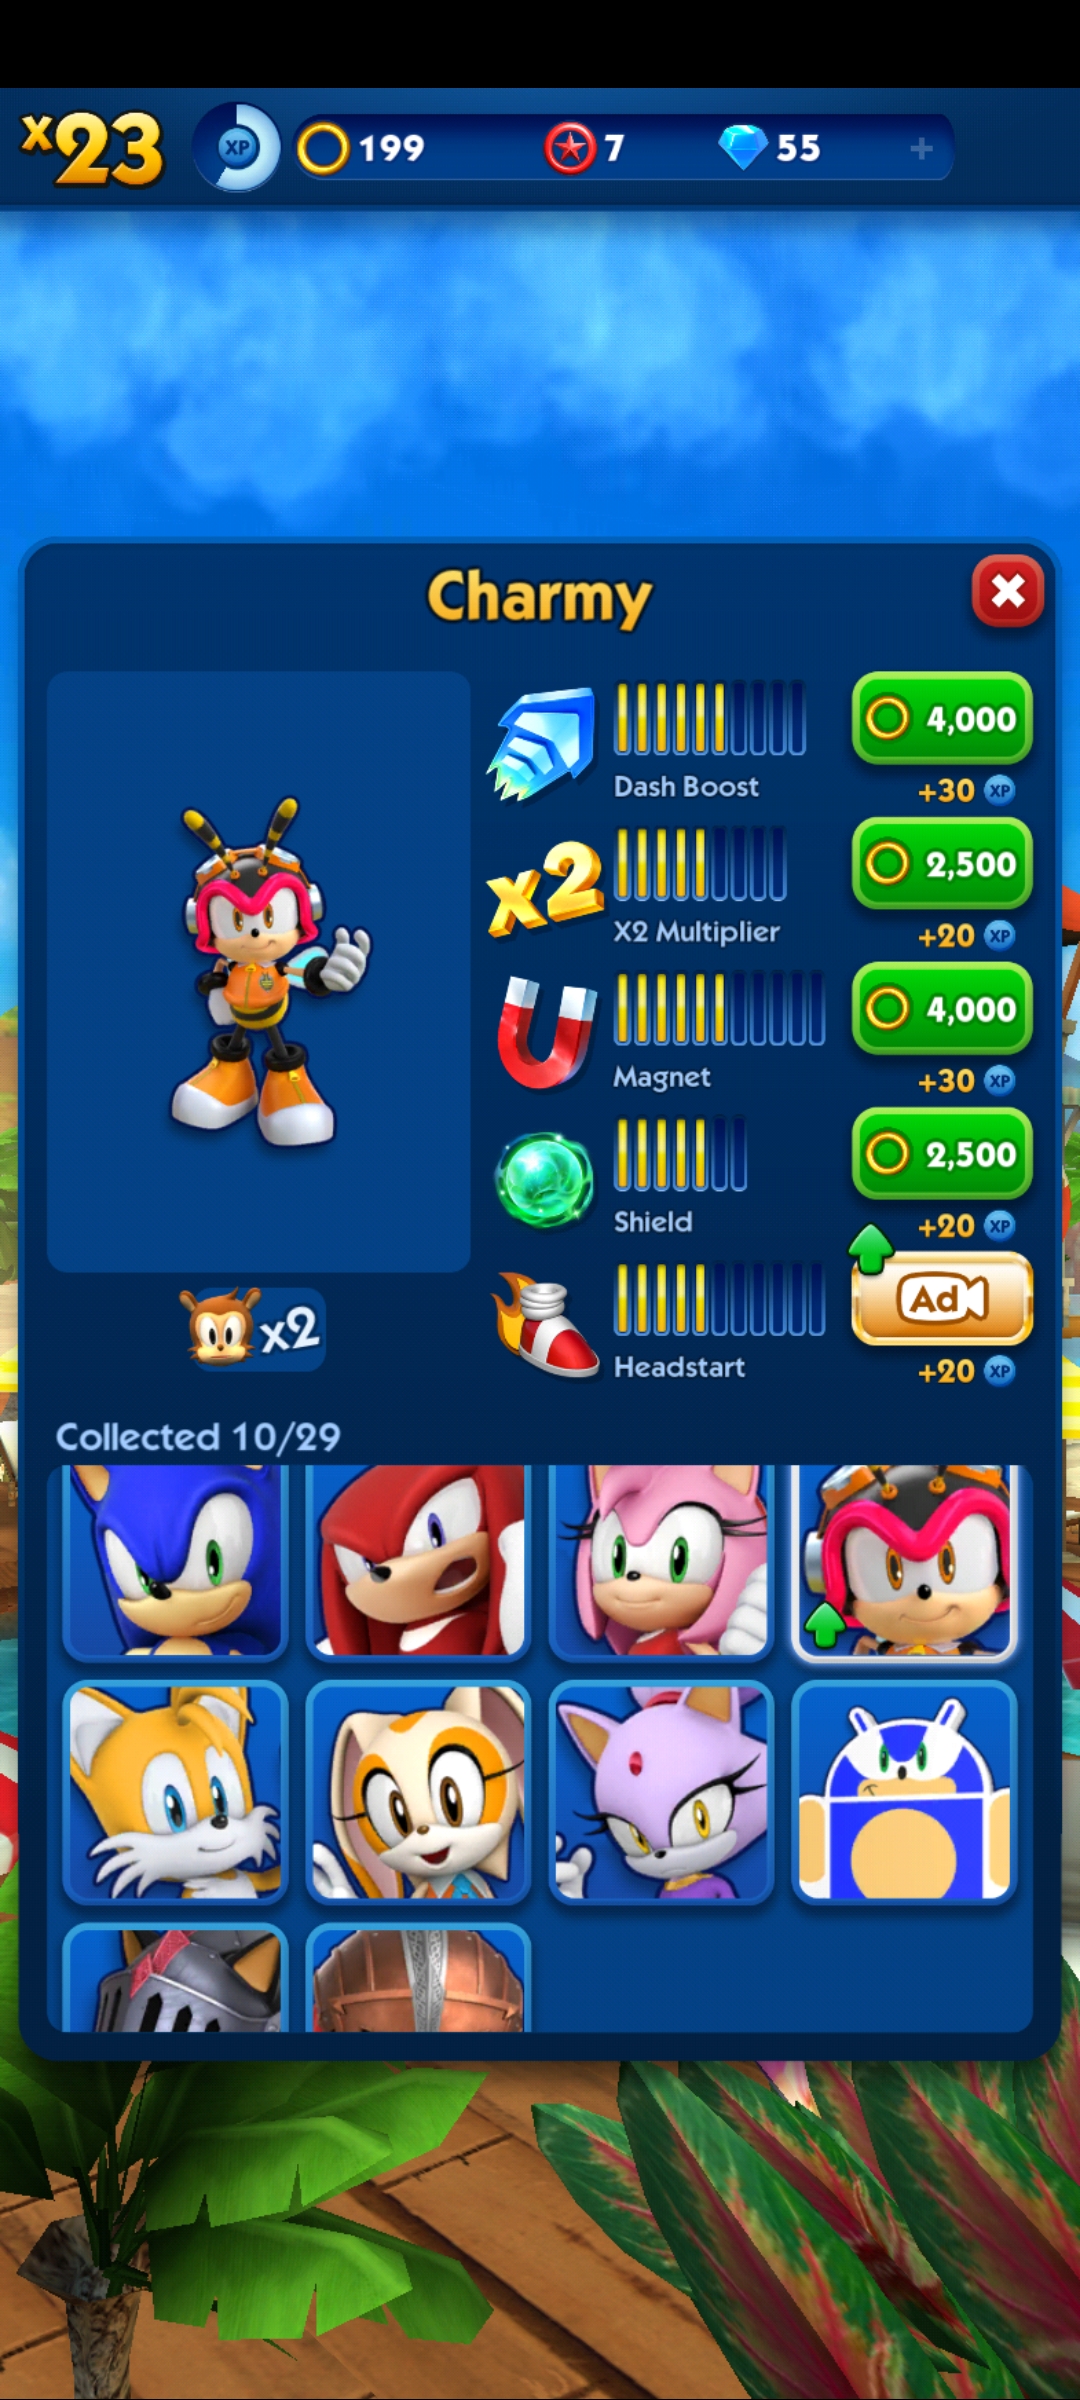 x23 XP 199 7 55 +
Charmy
4,000
Dash Boost +30 XP
x2 2,500
X2 Multiplier +20 XP
4,000
Magnet +30 XP
2,500
Shield +20 XP
x2 Ad
Headstart +20 XP
Collected 10/29